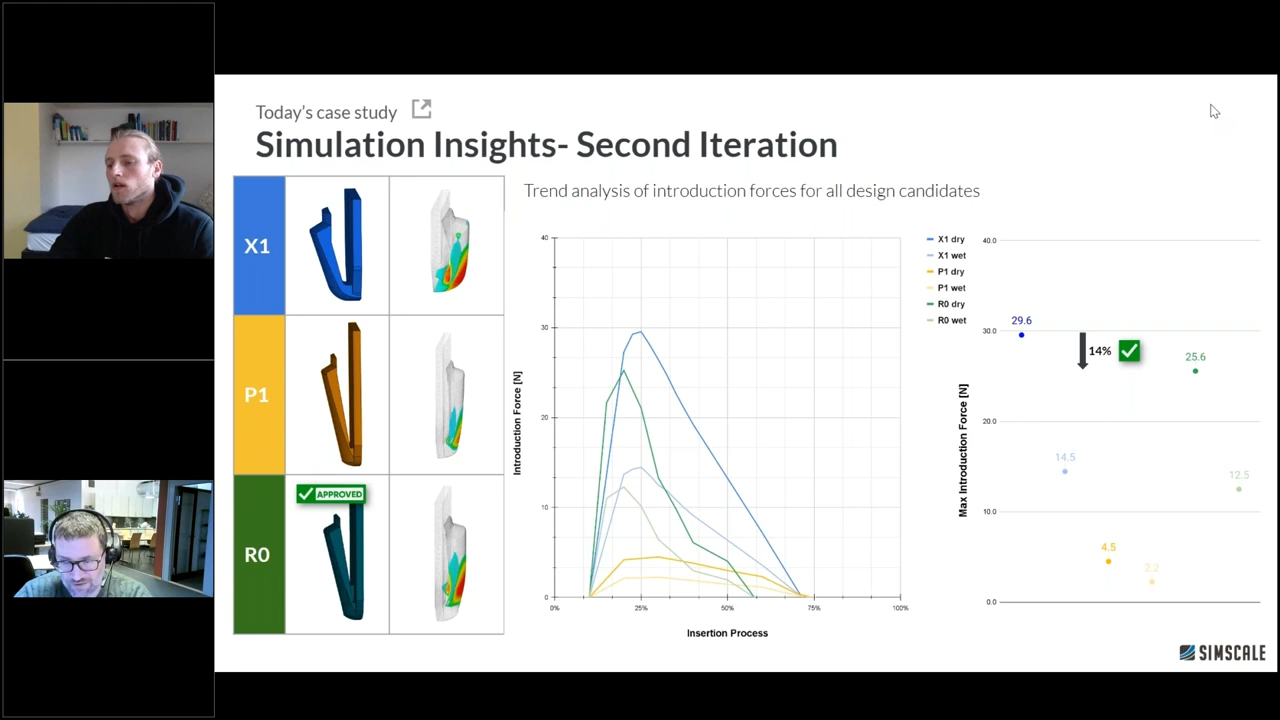 Today's case study
Simulation Insights- Second Iteration
X1
P1
APPROVED
R0
Trend analysis of introduction forces for all design candidates
Introduction Force [N]
40
30
20
10
0
0%
25%
50%
75%
100%
Insertion Process
X1 dry
X1 wet
P1 dry
P1 wet
R0 dry
R0 wet
Max Introduction Force [N]
40.0
30.0
20.0
10.0
0.0
29.6
14%
25.6
14.5
12.5
4.5
2.2
SIMSCALE